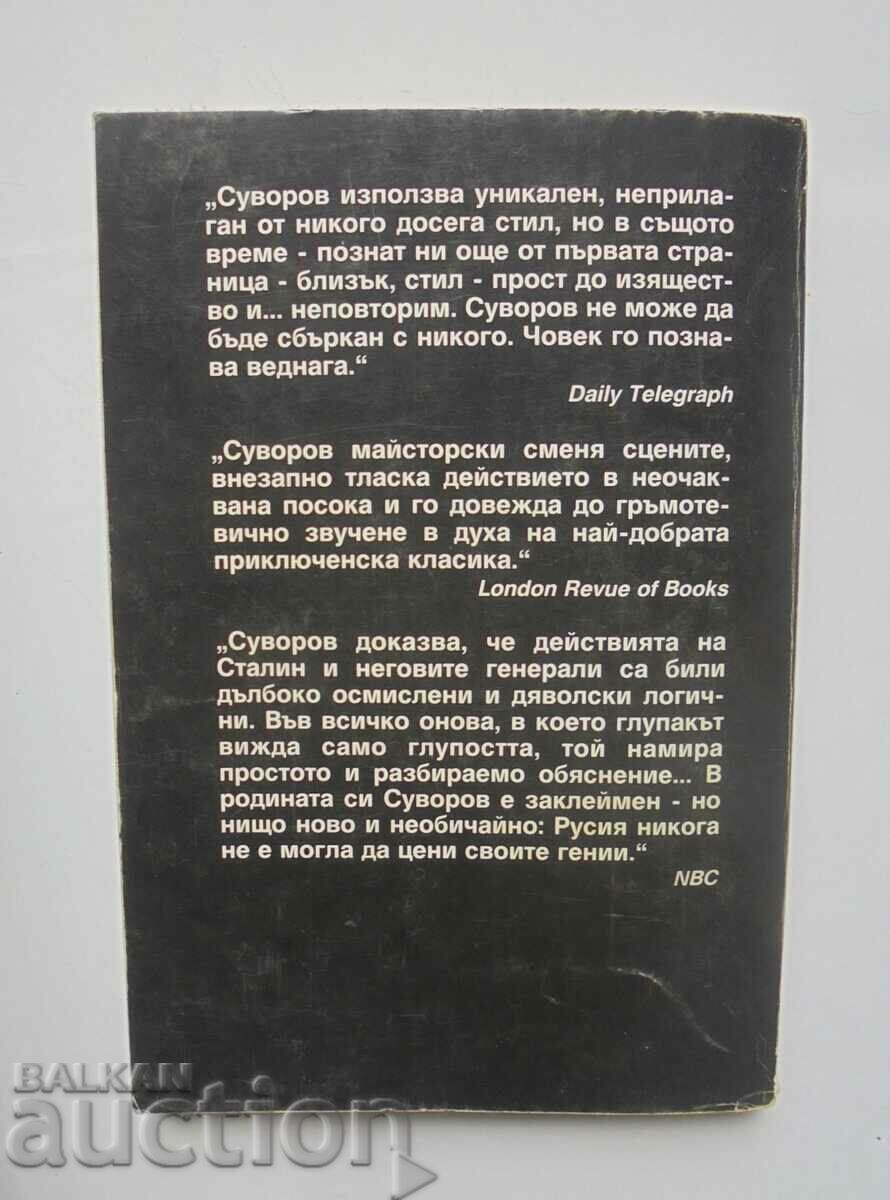 „Суворов използва уникален, неприла-
ган от никого досега стил, но в същото
време - познат ни още от първата стра-
ница - близък, стил - прост до изящест-
во и... неповторим. Суворов не може да
бъде сбъркан с никого. Човек го позна-
ва веднага.“
Daily Telegraph
„Суворов майсторски сменя сцените,
внезапно тласка действието в неочак-
вана посока и го довежда до гръмоте-
вично звучене в духа на най-добрата
приключенска класика.“
London Revue of Books
„Суворов доказва, че действията на
Сталин и неговите генерали са били
дълбоко осмислени и дяволски логич-
ни. Във всичко онова, в което глупакът
вижда само глупостта, той намира
простото и разбираемо обяснение... В
родината си Суворов е заклеймен - но
нищо ново и необичайно: Русия никога
не е могла да цени своите гении.“
NBC
BALKAN
auction